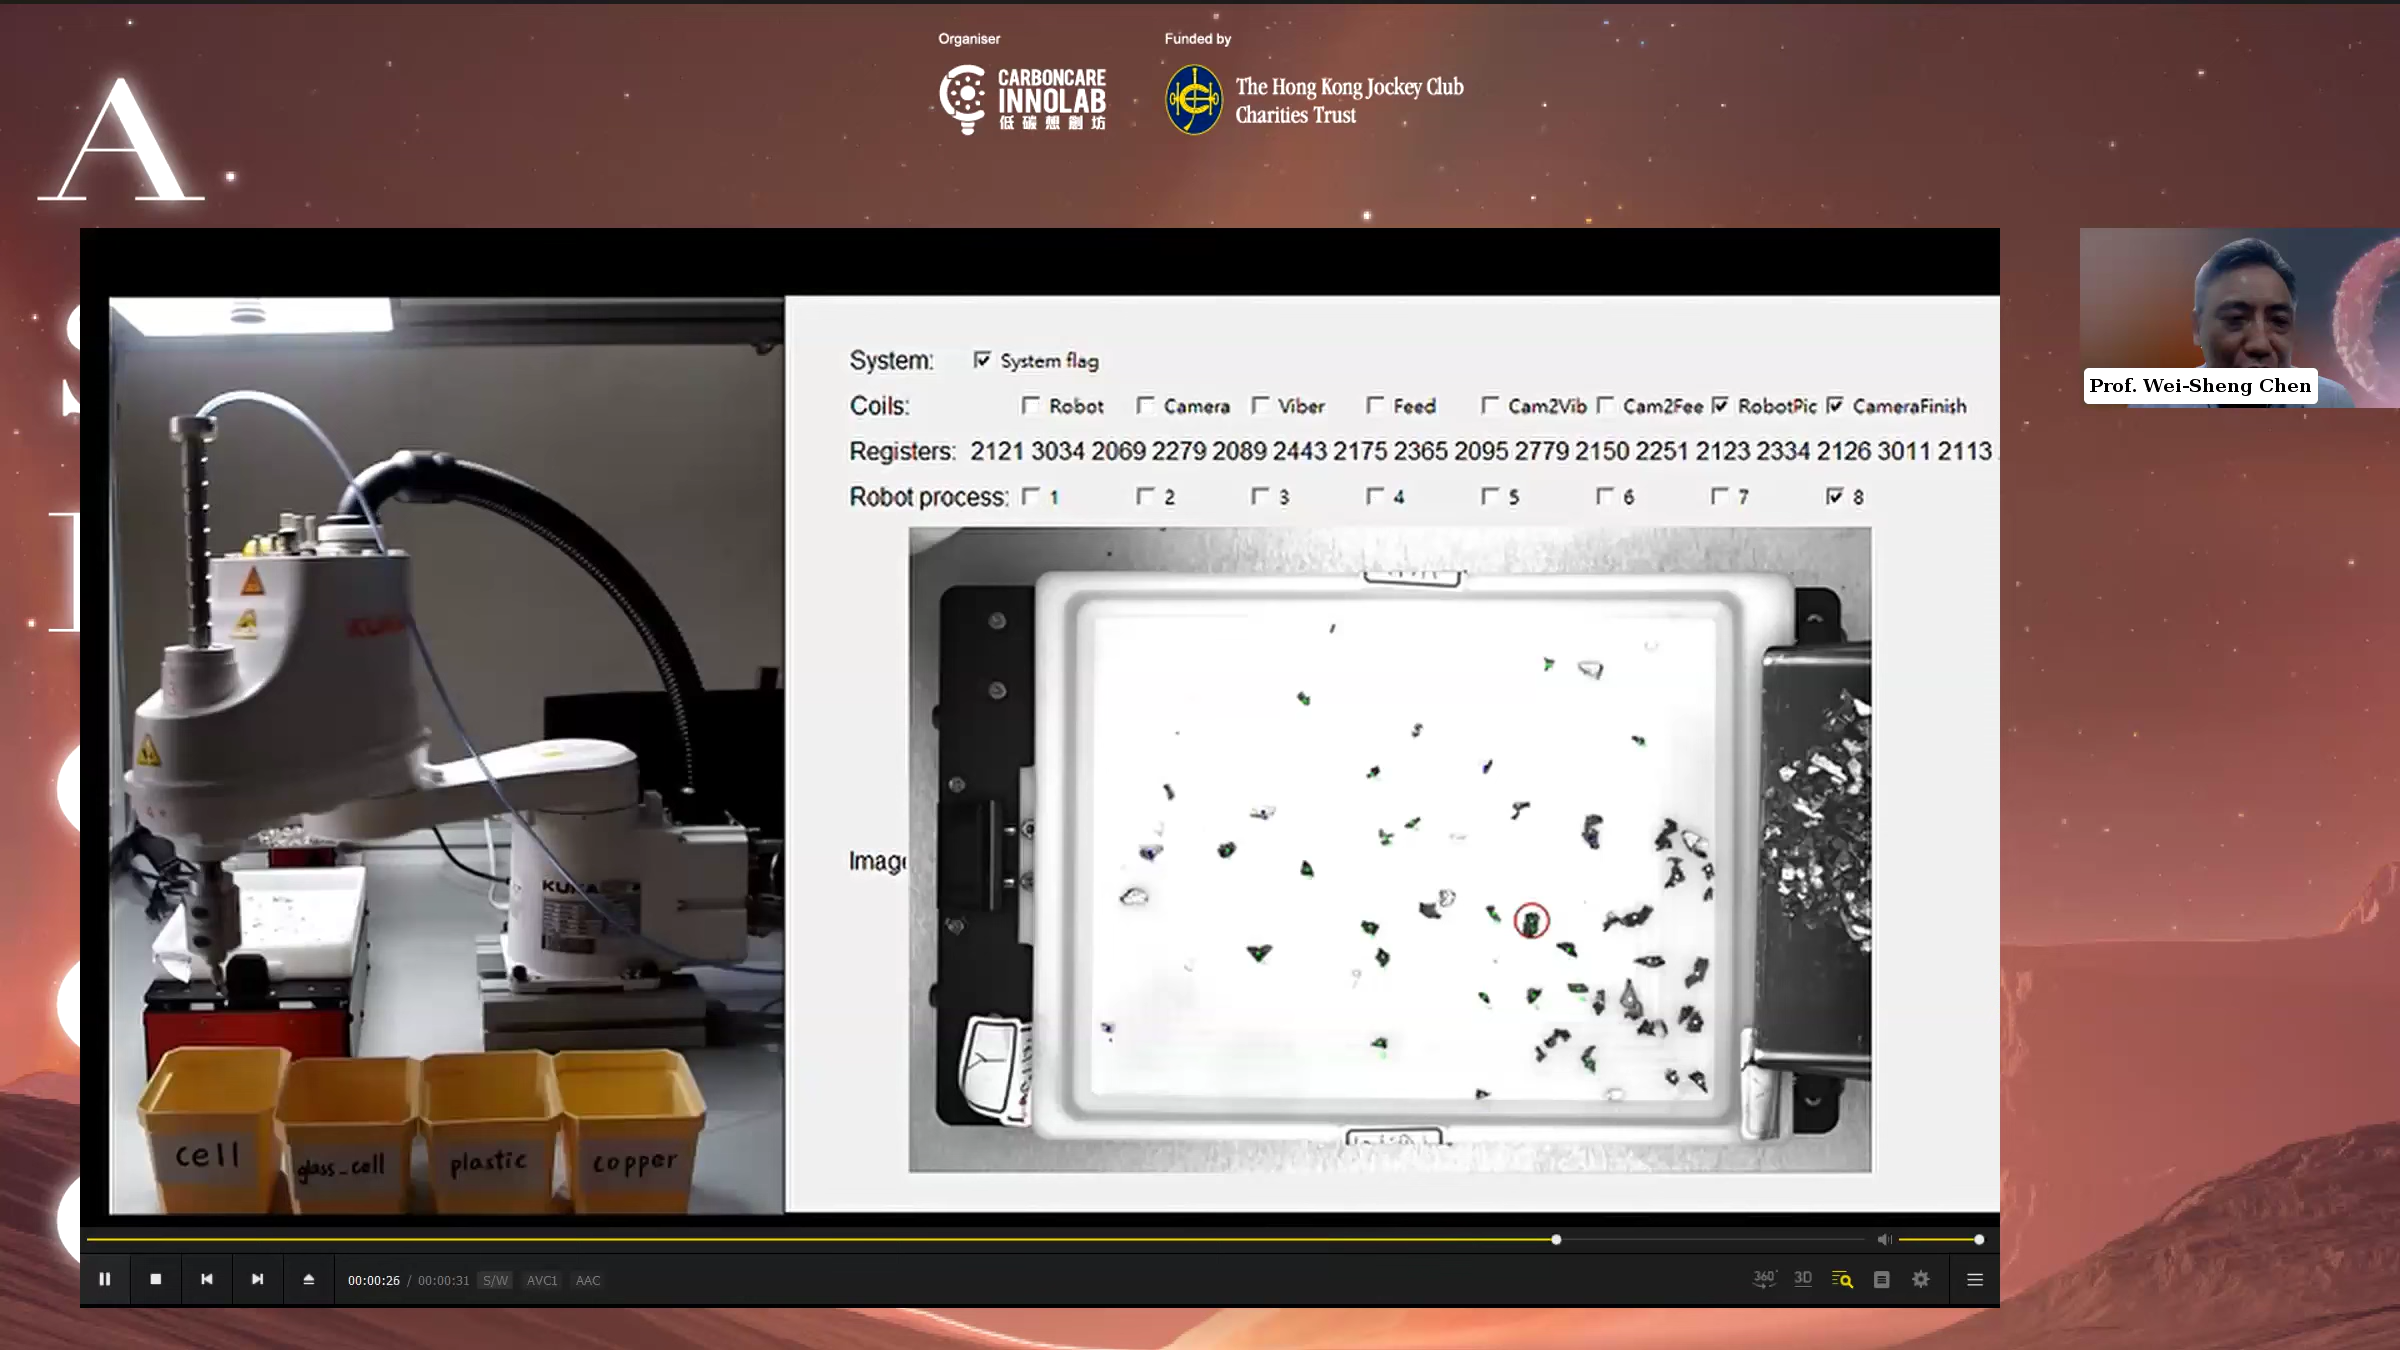 Organiser
Funded by
CARBONCARE
INNOLAB
低碳想創坊
The Hong Kong Jockey Club
Charities Trust
A
Prof. Wei-Sheng Chen
System: System flag
Coils: Robot Camera Viber Feed Cam2Vib Cam2Fee RobotPic CameraFinish
Registers: 2121 3034 2069 2279 2089 2443 2175 2365 2095 2779 2150 2251 2123 2334 2126 3011 2113
Robot process: 1 2 3 4 5 6 7 8
KUKA
KUKA
cell
glass_cell
plastic
copper
00:00:26 / 00:00:31 S/W AVC1 AAC
360° 3D